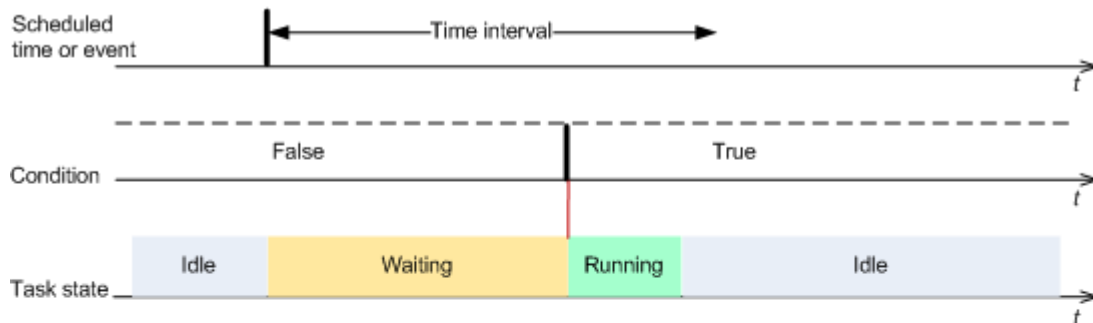 Scheduled
time or event
Time interval
t
False
True
Condition
t
Idle
Waiting
Running
Idle
Task state
t